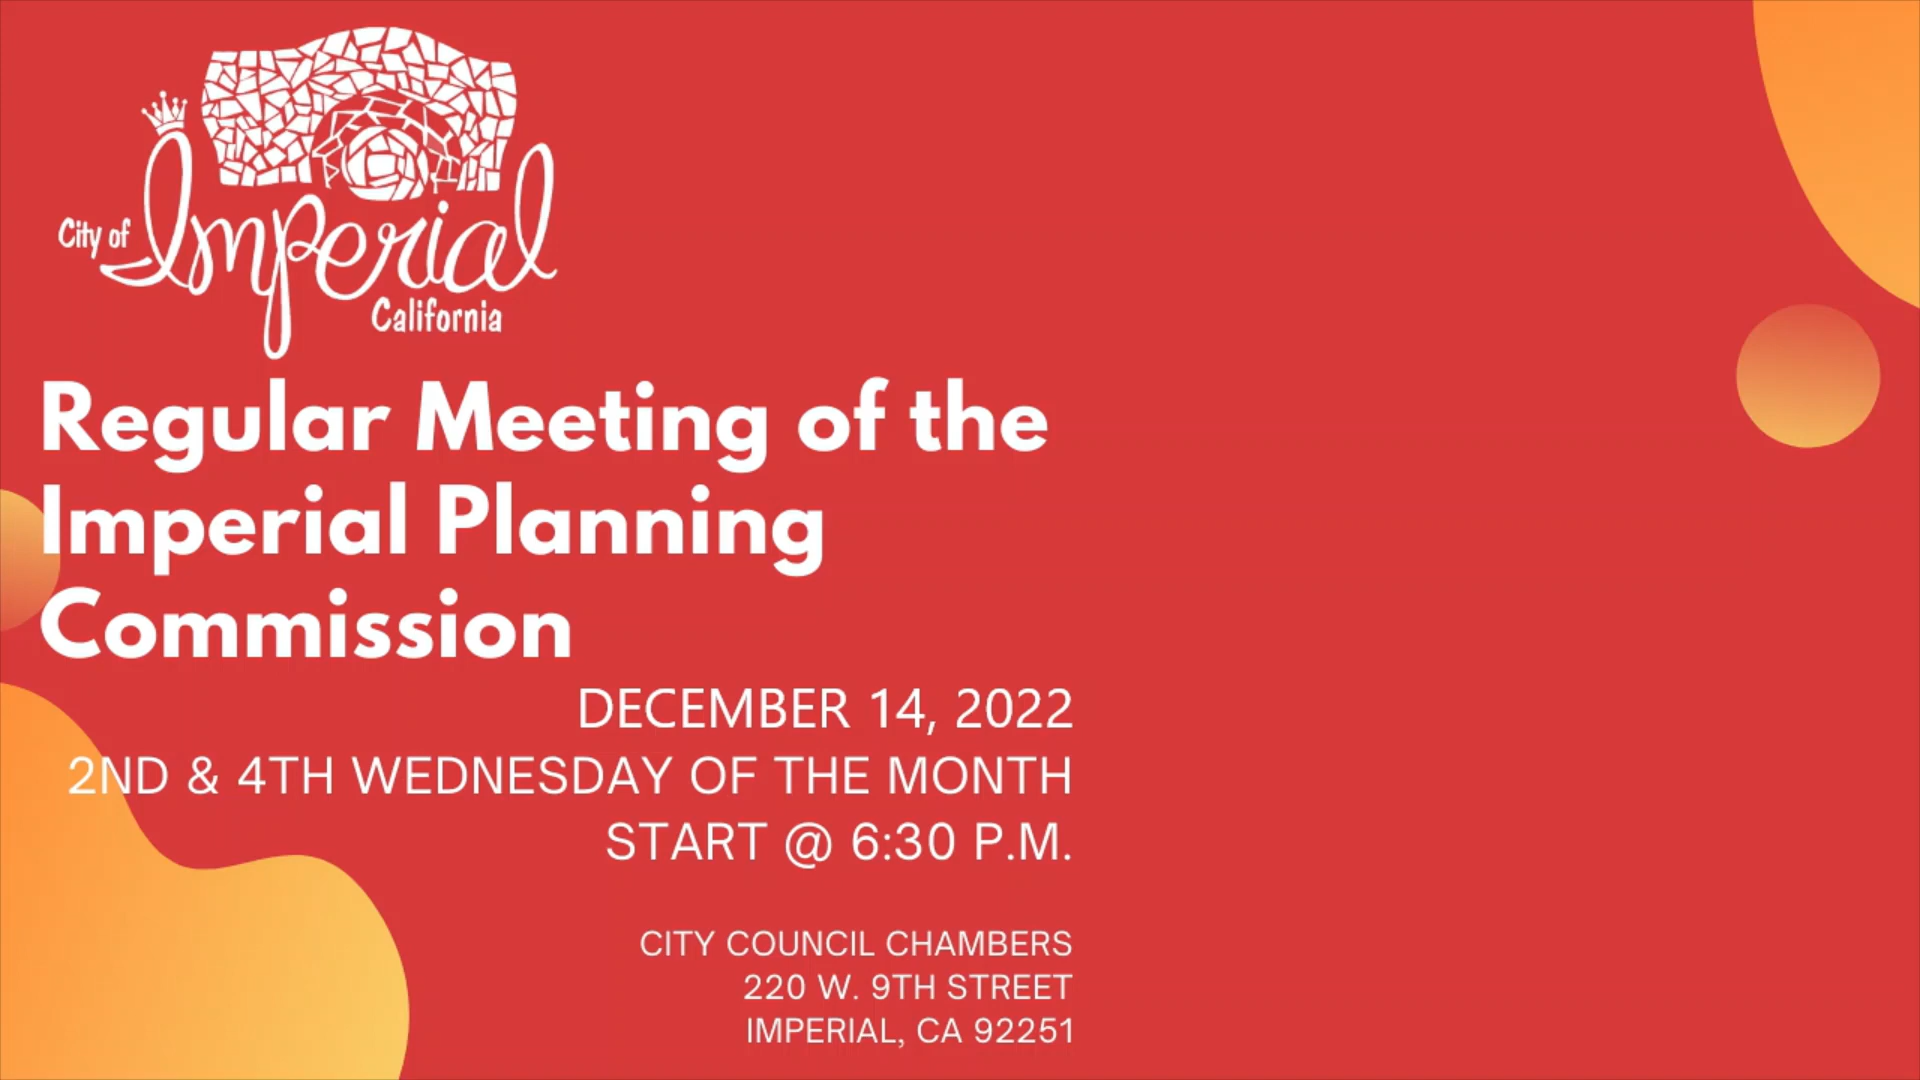 City of Imperial
California
Regular Meeting of the
Imperial Planning
Commission
DECEMBER 14, 2022
2ND & 4TH WEDNESDAY OF THE MONTH
START @ 6:30 P.M.
CITY COUNCIL CHAMBERS
220 W. 9TH STREET
IMPERIAL, CA 92251